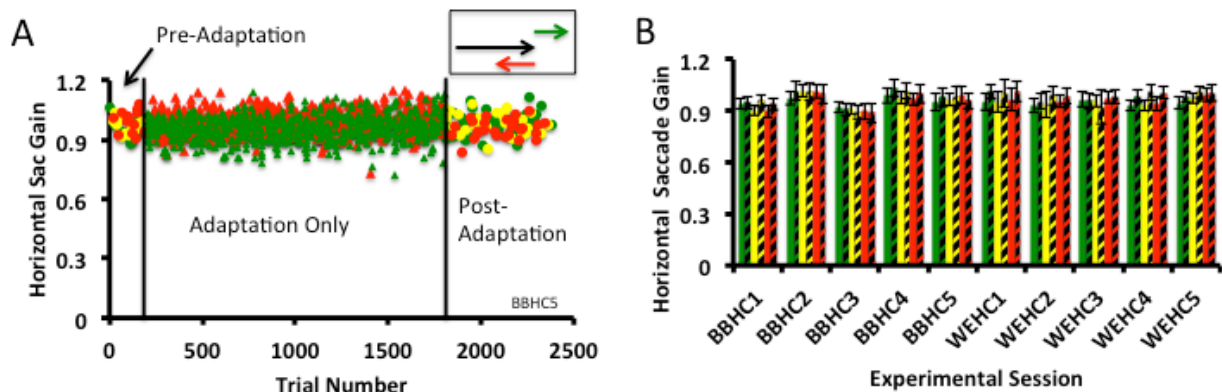 A
Pre-Adaptation
Horizontal Sac Gain
1.2
0.9
0.6
0.3
0
Adaptation Only
Post-
Adaptation
BBHC5
0
500
1000
1500
2000
2500
Trial Number
B
Horizontal Saccade Gain
1.2
0.9
0.6
0.3
0
BBHC1
BBHC2
BBHC3
BBHC4
BBHC5
WEHC1
WEHC2
WEHC3
WEHC4
WEHC5
Experimental Session